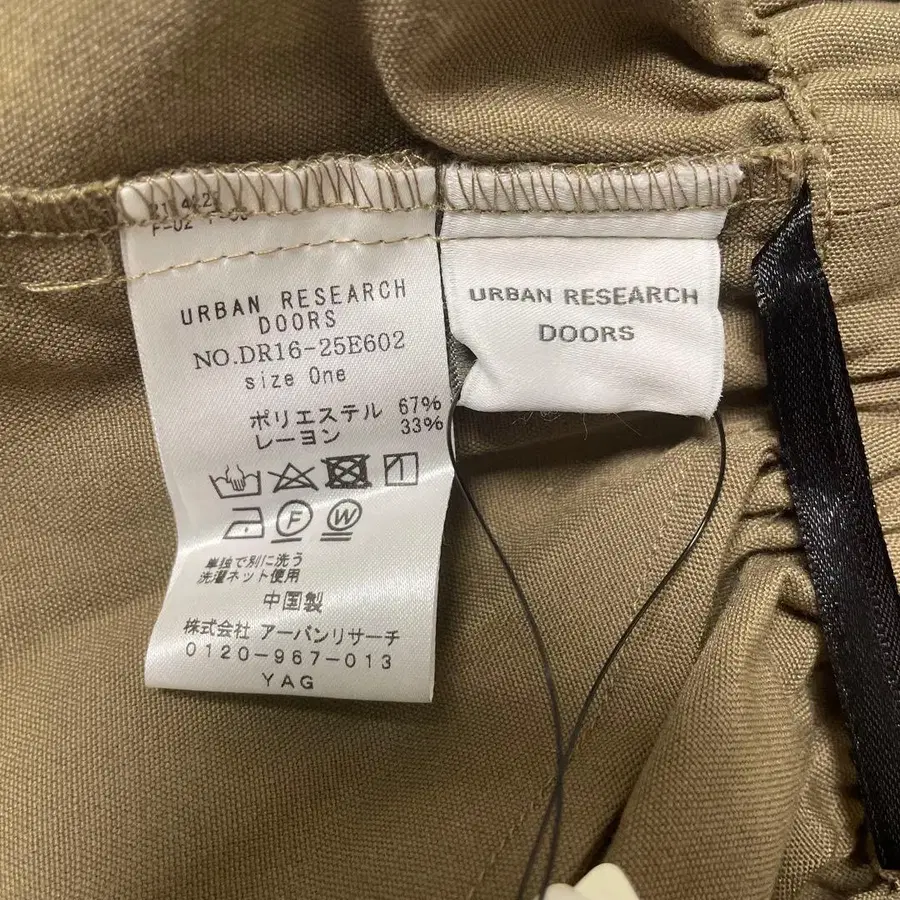 URBAN RESEARCH
DOORS
NO.DR16-25E602
size One
ポリエステル 67%
レーヨン 33%
F
W
単独で別に洗う
洗濯ネット使用
中国製
株式会社 アーバンリサーチ
0120-967-013
YAG
URBAN RESEARCH
DOORS